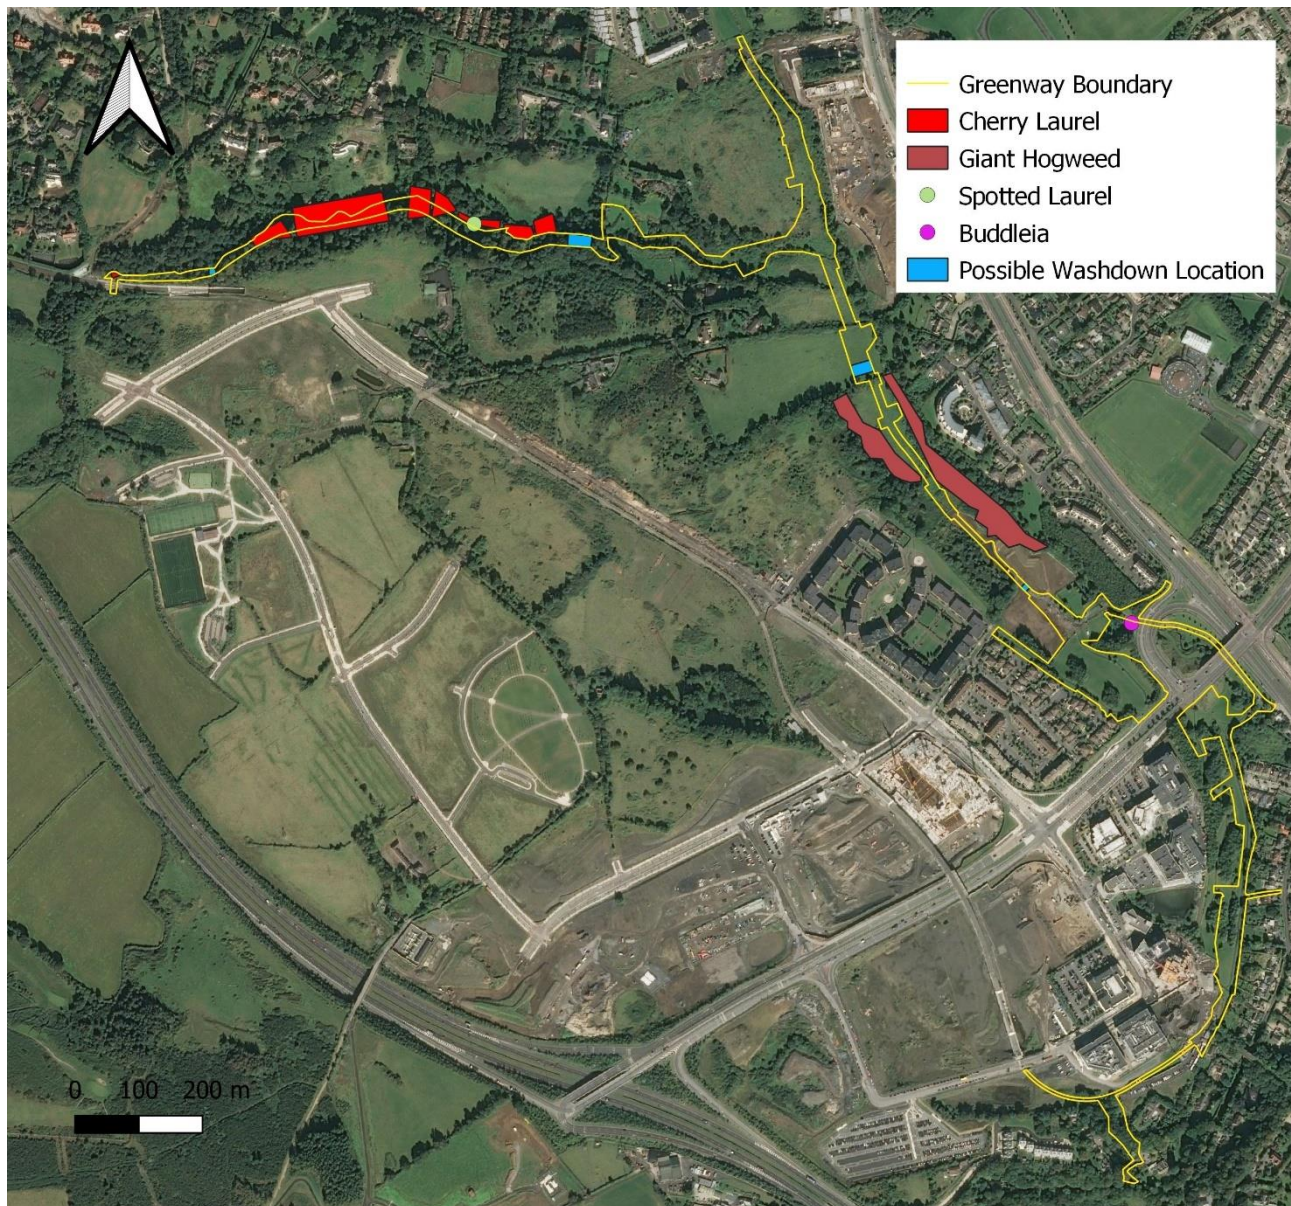 Greenway Boundary
Cherry Laurel
Giant Hogweed
Spotted Laurel
Buddleia
Possible Washdown Location
0 100 200 m